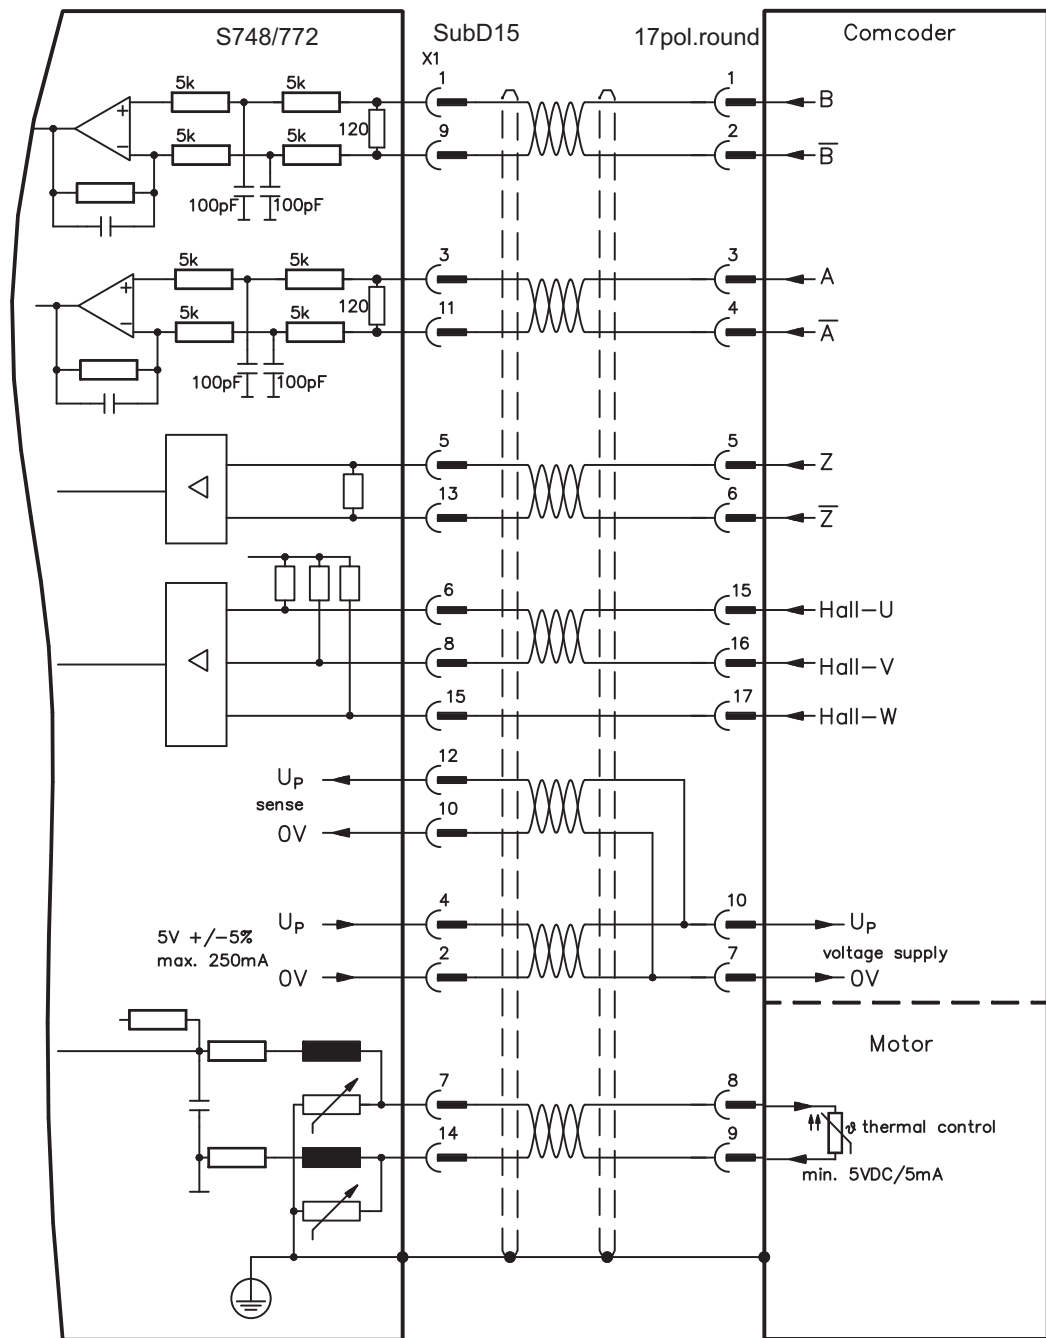 S748/772 SubD15 17pol.round Comcoder
X1
5k 5k 1 1 B
+
120
5k 5k 9 2 B̅
−
100pF 100pF
5k 5k 3 3 A
+
120
5k 5k 11 4 A̅
−
100pF 100pF
5 5 Z
13 6 Z̅
6 15 Hall-U
8 16 Hall-V
15 17 Hall-W
UP 12
sense
0V 10
UP 4 10 UP
5V +/-5%
max. 250mA
voltage supply
0V 2 7 0V
Motor
7 8
ϑ thermal control
14 9
min. 5VDC/5mA